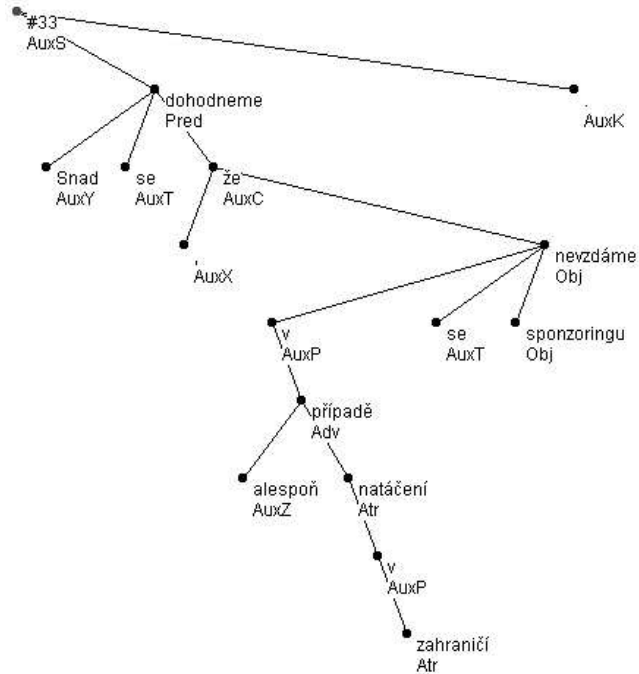 #33
AuxS
dohodneme
Pred
.
AuxK
Snad
AuxY
se
AuxT
že
AuxC
,
AuxX
nevzdáme
Obj
v
AuxP
se
AuxT
sponzoringu
Obj
případě
Adv
alespoň
AuxZ
natáčení
Atr
v
AuxP
zahraničí
Atr